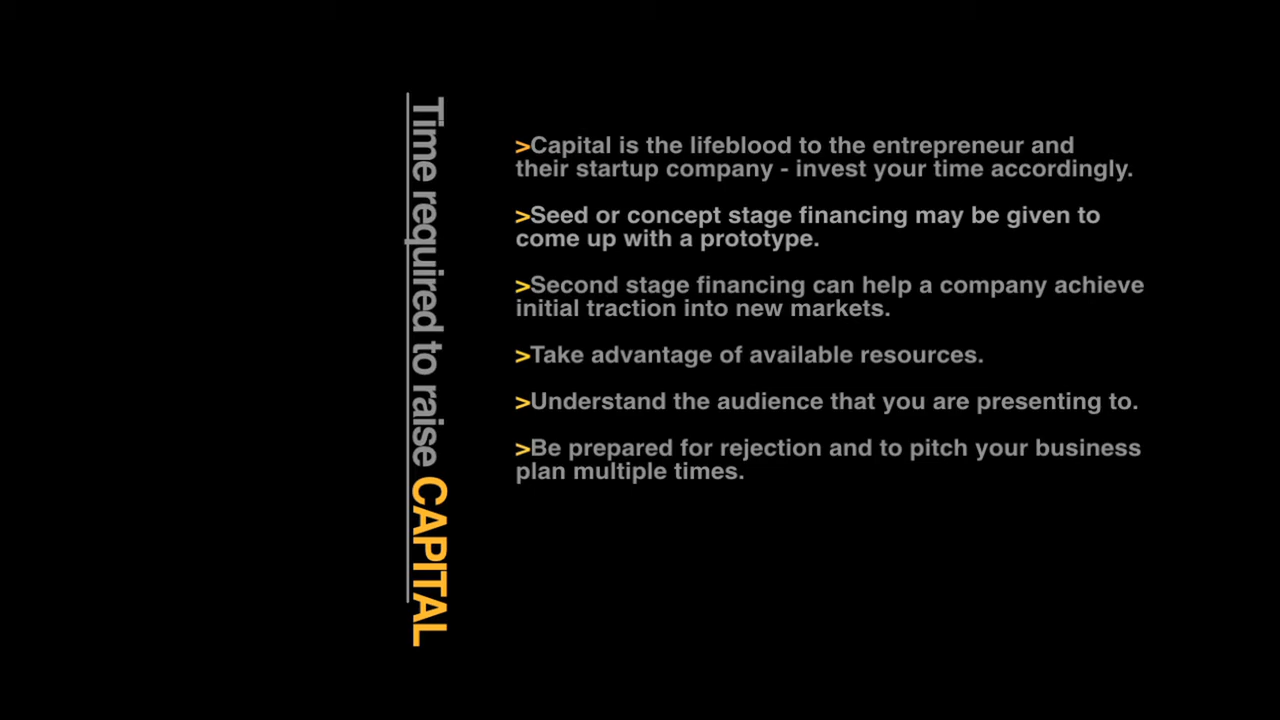 Time required to raise CAPITAL
>Capital is the lifeblood to the entrepreneur and
their startup company - invest your time accordingly.
>Seed or concept stage financing may be given to
come up with a prototype.
>Second stage financing can help a company achieve
initial traction into new markets.
>Take advantage of available resources.
>Understand the audience that you are presenting to.
>Be prepared for rejection and to pitch your business
plan multiple times.